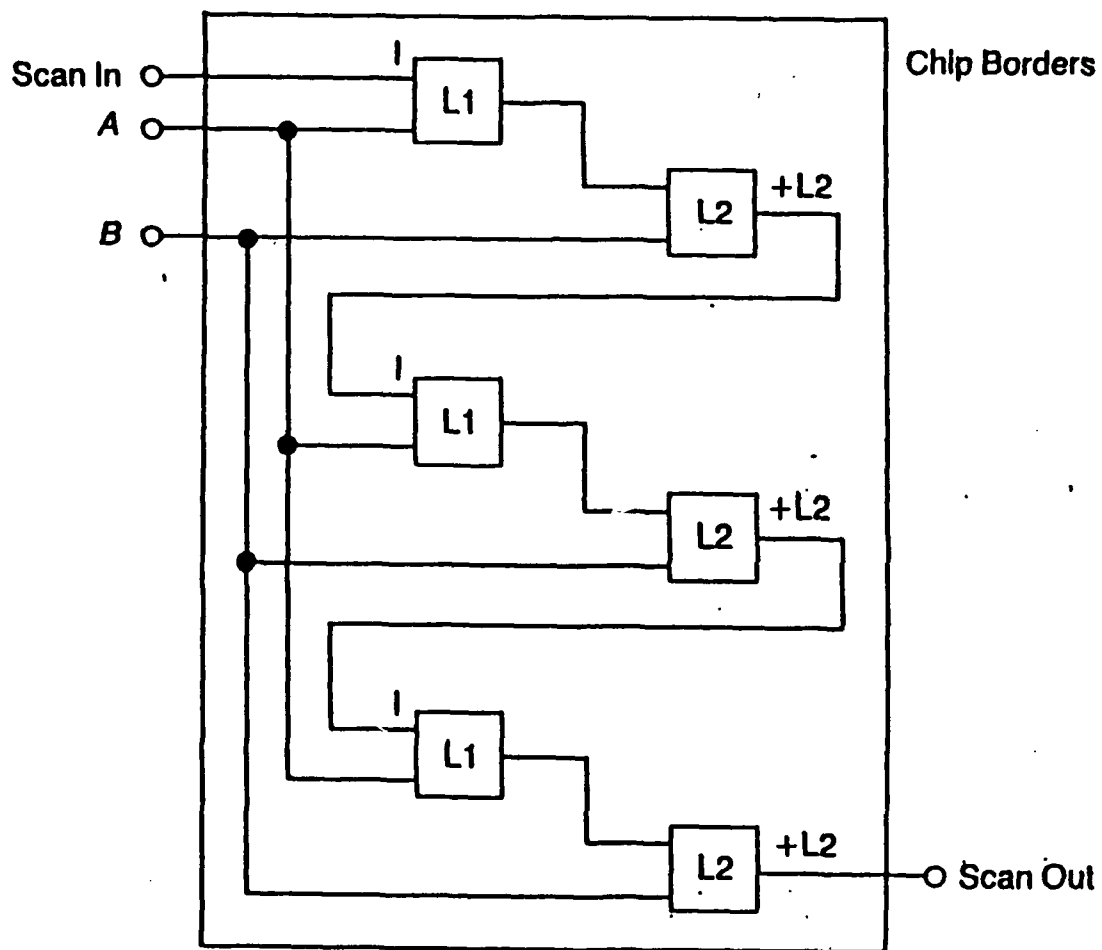 Scan In
I
L1
Chip Borders
A
B
L2
+L2
I
L1
L2
+L2
I
L1
L2
+L2
Scan Out